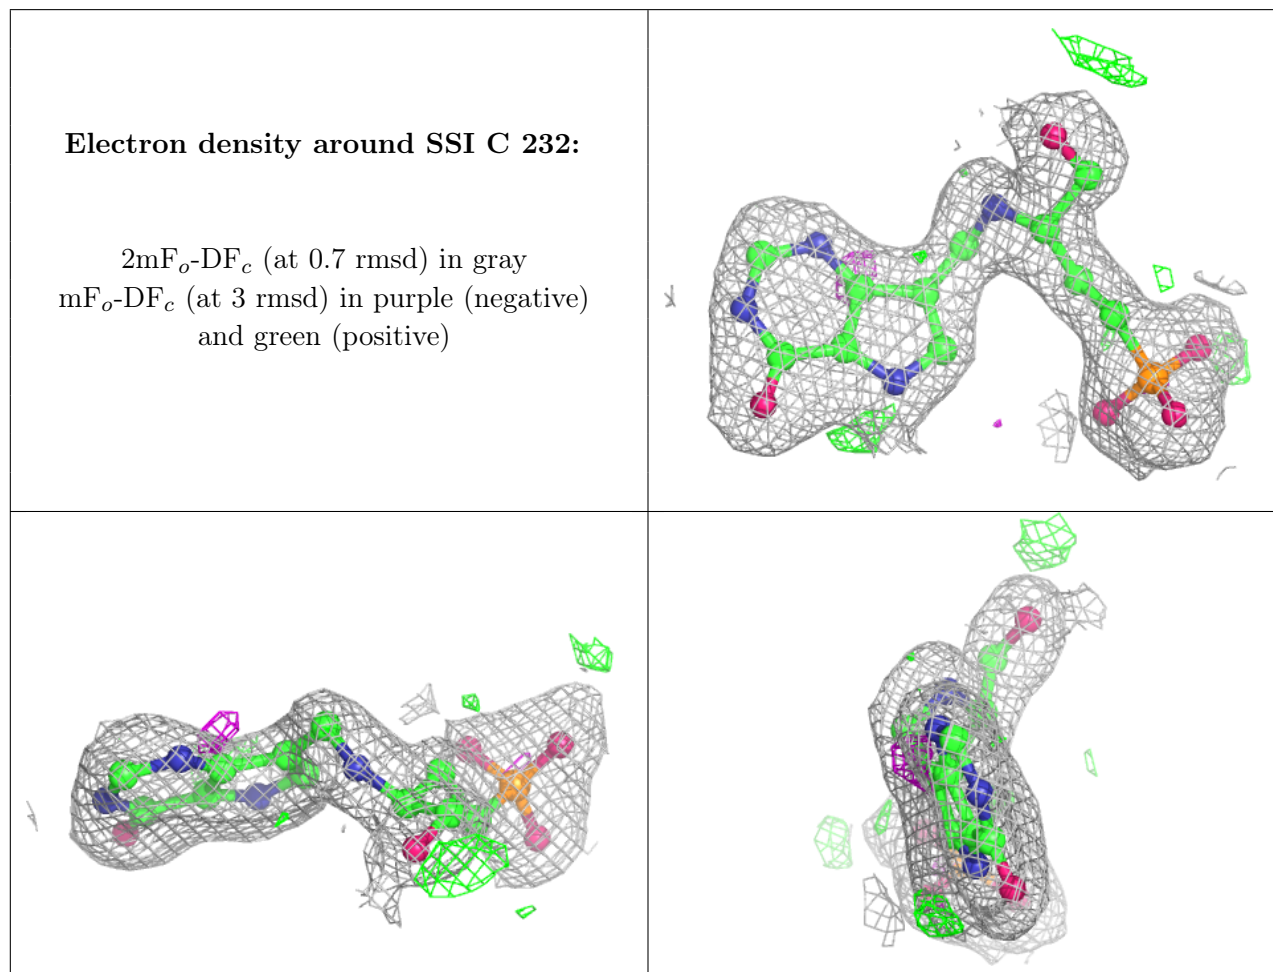 Electron density around SSI C 232:
2mFo-DFc (at 0.7 rmsd) in gray
mFo-DFc (at 3 rmsd) in purple (negative)
and green (positive)